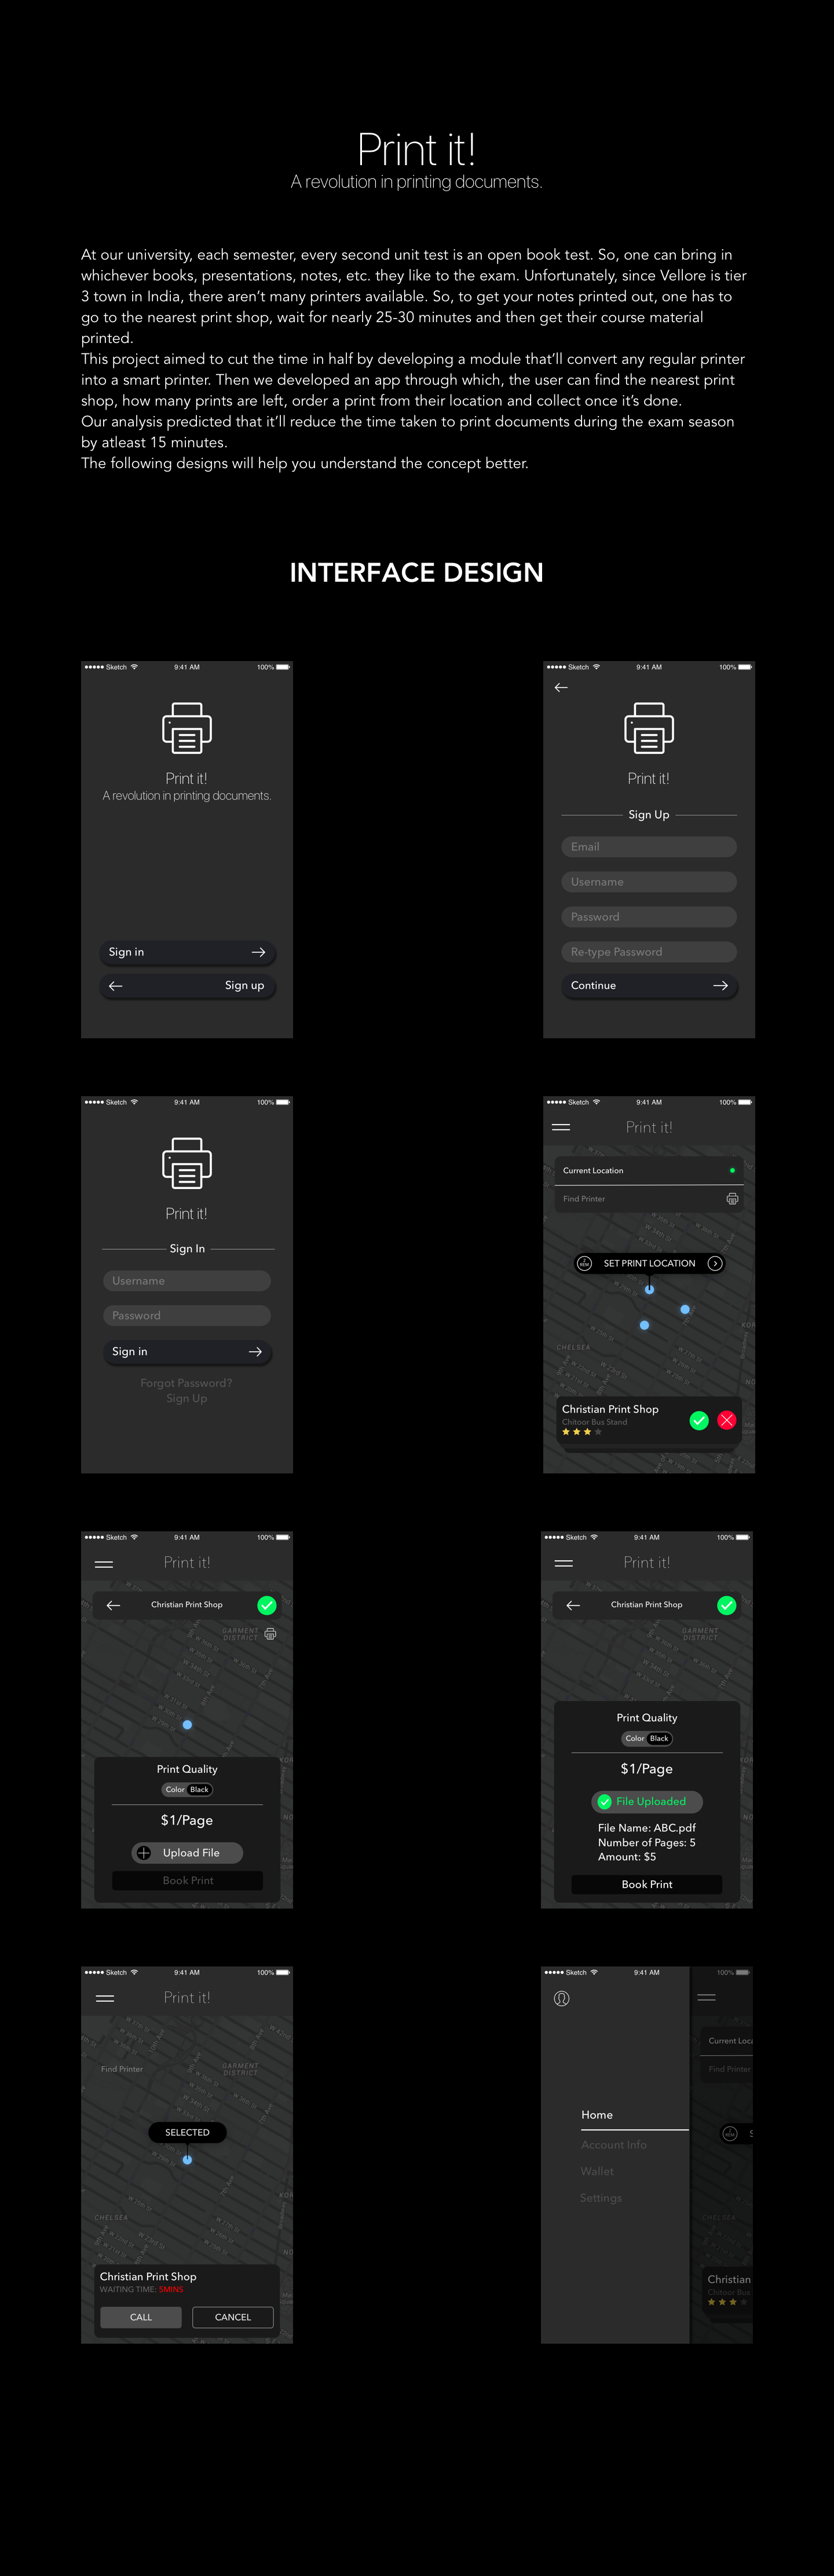 Print it!
A revolution in printing documents.
At our university, each semester, every second unit test is an open book test. So, one can bring in
whichever books, presentations, notes, etc. they like to the exam. Unfortunately, since Vellore is tier
3 town in India, there aren't many printers available. So, to get your notes printed out, one has to
go to the nearest print shop, wait for nearly 25-30 minutes and then get their course material
printed.
This project aimed to cut the time in half by developing a module that'll convert any regular printer
into a smart printer. Then we developed an app through which, the user can find the nearest print
shop, how many prints are left, order a print from their location and collect once it's done.
Our analysis predicted that it'll reduce the time taken to print documents during the exam season
by atleast 15 minutes.
The following designs will help you understand the concept better.
INTERFACE DESIGN
Sketch 9:41 AM 100%
Print it!
A revolution in printing documents.
Sign in
Sign up
Sketch 9:41 AM 100%
Print it!
Sign Up
Email
Username
Password
Re-type Password
Continue
Sketch 9:41 AM 100%
Print it!
Sign In
Username
Password
Sign in
Forgot Password?
Sign Up
Sketch 9:41 AM 100%
Print it!
Current Location
Find Printer
SET PRINT LOCATION
CHELSEA
Christian Print Shop
Chitoor Bus Stand
Sketch 9:41 AM 100%
Print it!
Christian Print Shop
GARMENT
DISTRICT
Print Quality
Color Black
$1/Page
Upload File
Book Print
Sketch 9:41 AM 100%
Print it!
Christian Print Shop
GARMENT
DISTRICT
Print Quality
Color Black
$1/Page
File Uploaded
File Name: ABC.pdf
Number of Pages: 5
Amount: $5
Book Print
Sketch 9:41 AM 100%
Print it!
Find Printer
GARMENT
DISTRICT
SELECTED
CHELSEA
Christian Print Shop
WAITING TIME: 5MINS
CALL CANCEL
Sketch 9:41 AM 100%
Home
Account Info
Wallet
Settings
Current Loca
Find Printer
CHELSEA
Christian
Chitoor Bus